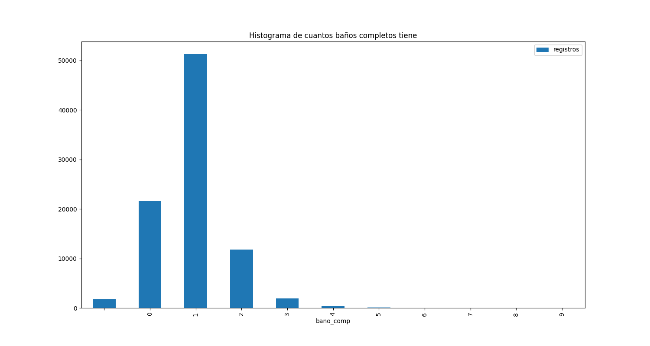 Histograma de cuantos baños completos tiene
registros
50000
40000
30000
20000
10000
0
0 1 2 3 4 5 6 7 8 9
bano_comp